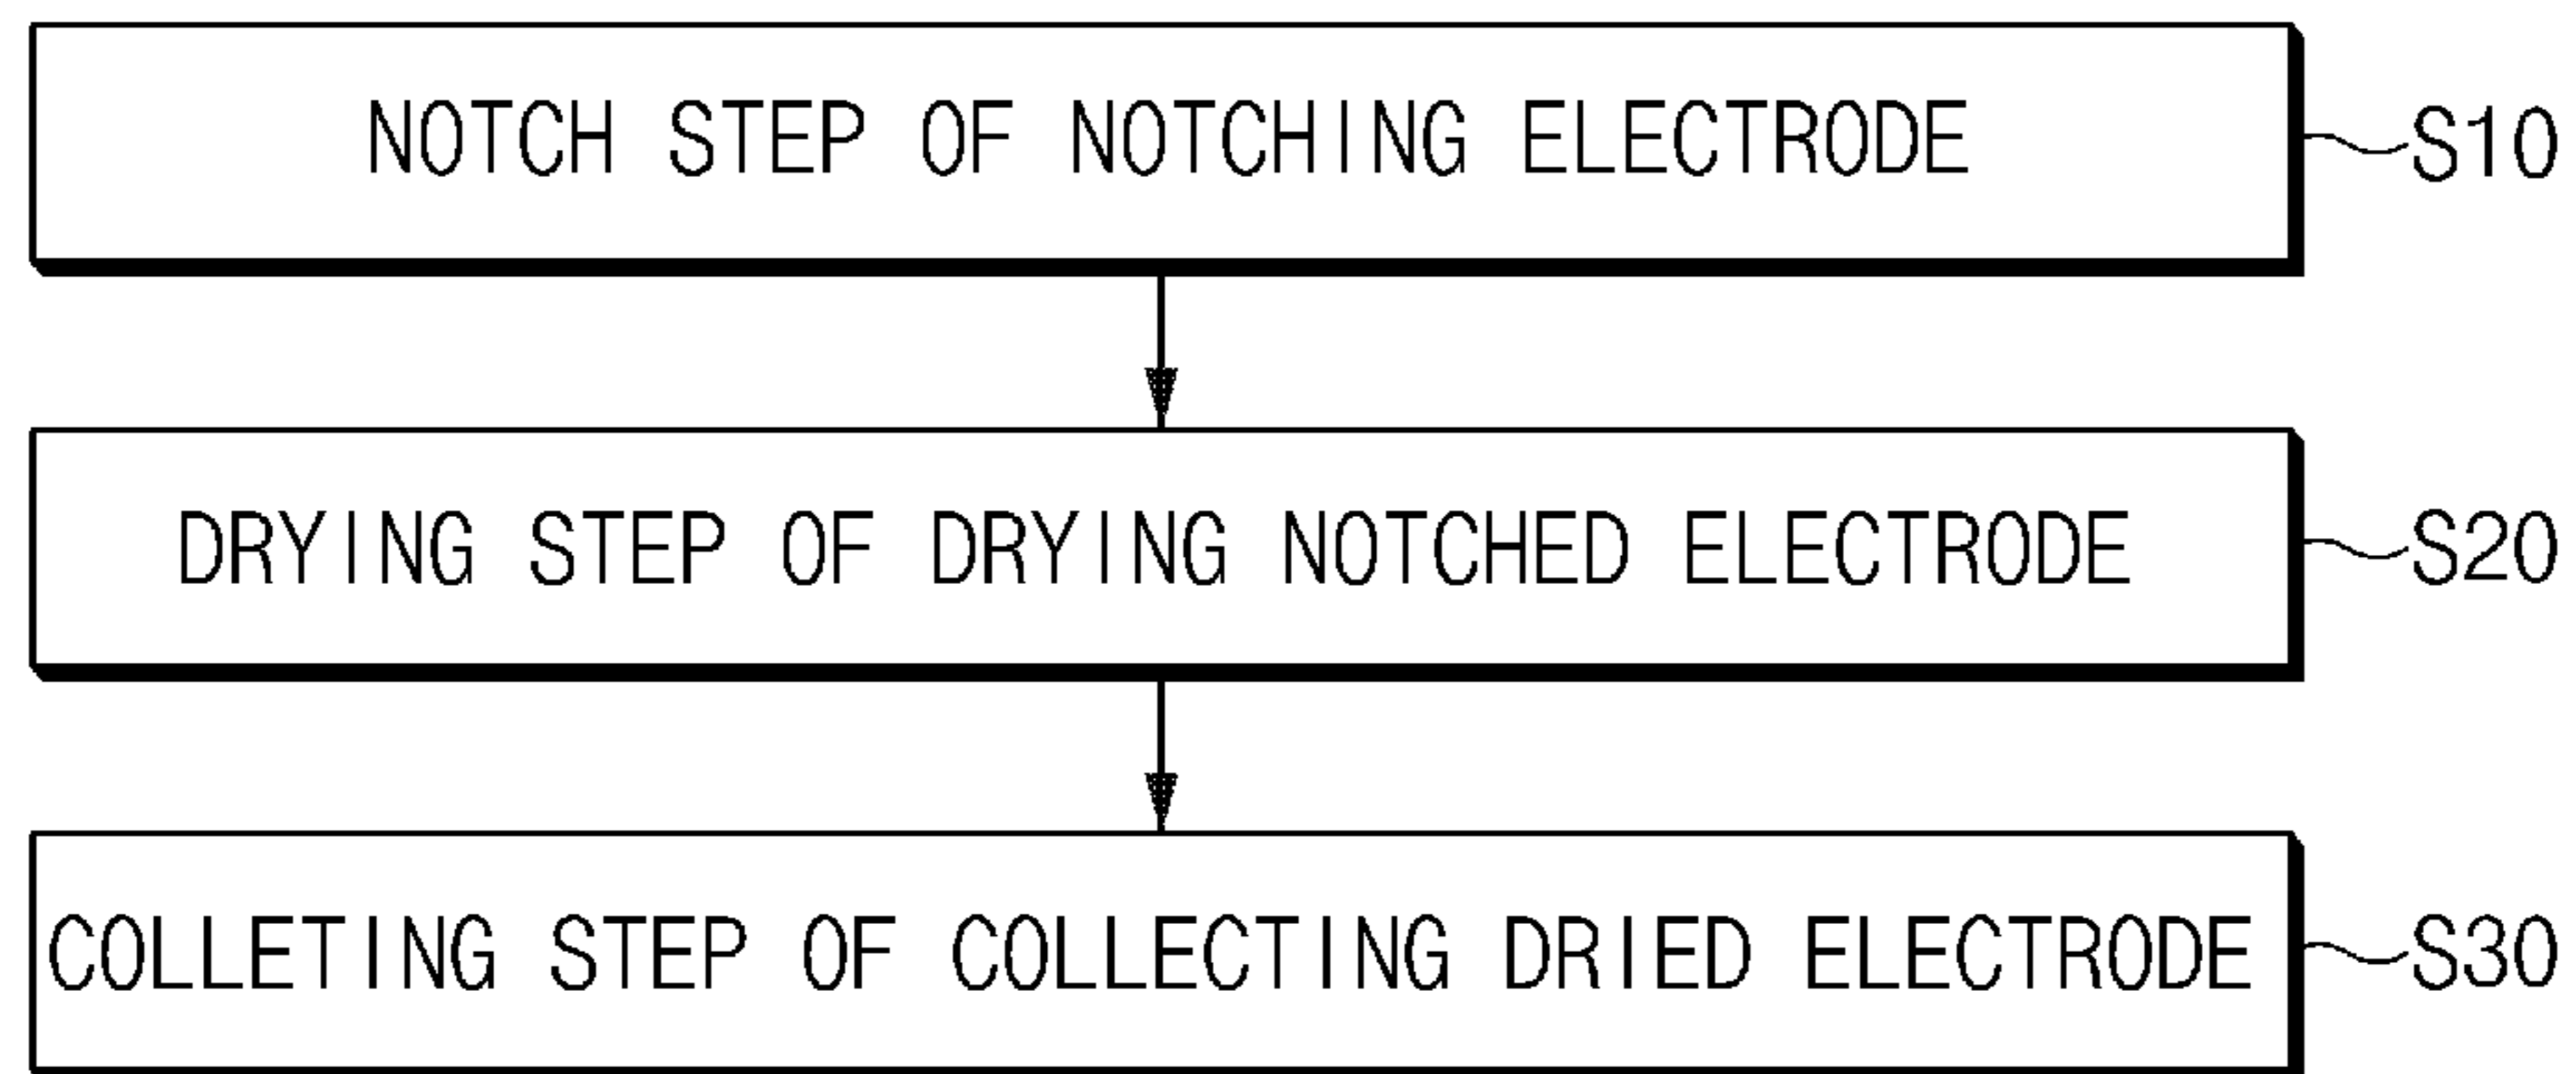 NOTCH STEP OF NOTCHING ELECTRODE
S10
DRYING STEP OF DRYING NOTCHED ELECTRODE
S20
COLLETING STEP OF COLLECTING DRIED ELECTRODE
S30